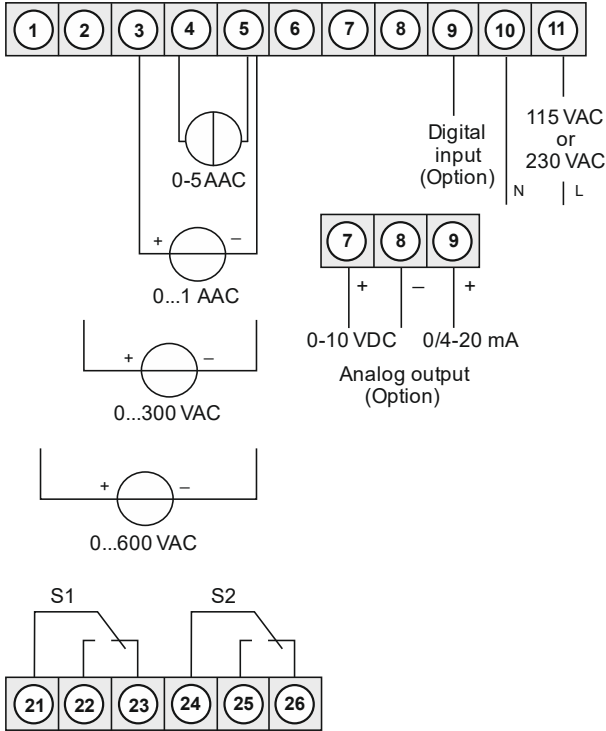 1 2 3 4 5 6 7 8 9 10 11
0-5 AAC
Digital
input
(Option)
115 VAC
or
230 VAC
N L
+ –
0...1 AAC
7 8 9
+ – +
0-10 VDC 0/4-20 mA
Analog output
(Option)
+ –
0...300 VAC
+ –
0...600 VAC
S1 S2
21 22 23 24 25 26